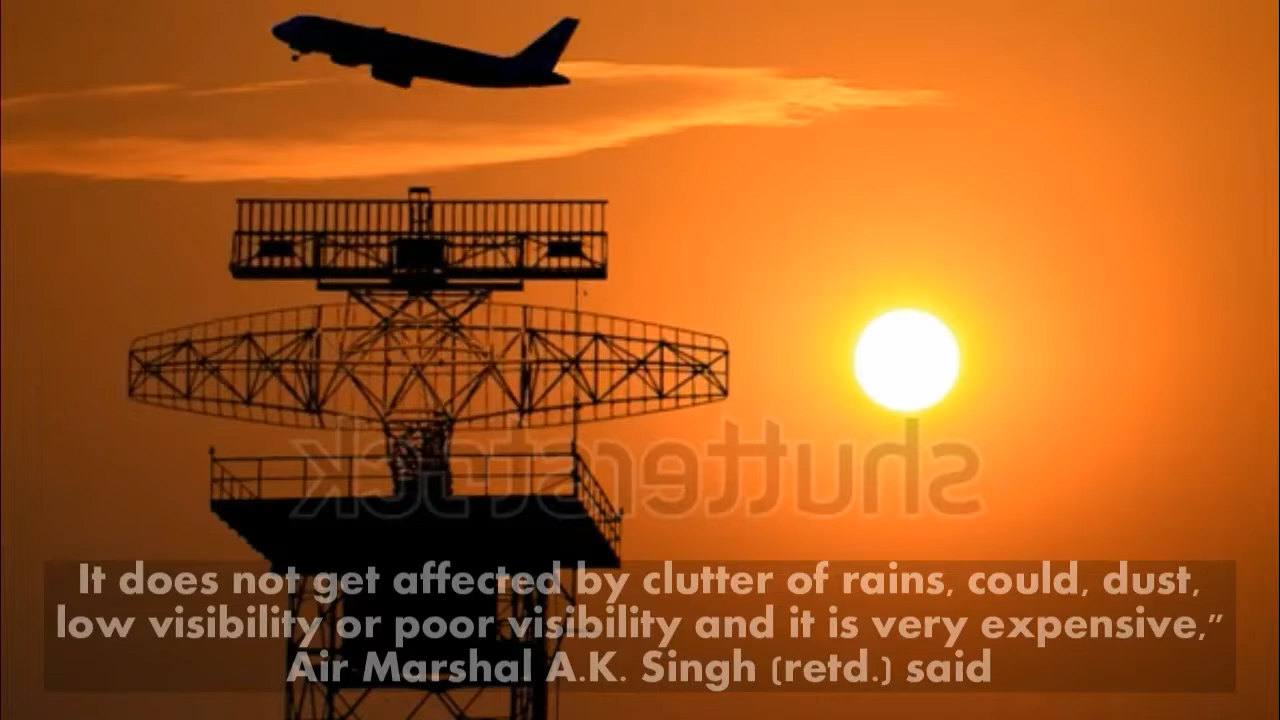 shutterstock
It does not get affected by clutter of rains, could, dust,
low visibility or poor visibility and it is very expensive,”
Air Marshal A.K. Singh (retd.) said